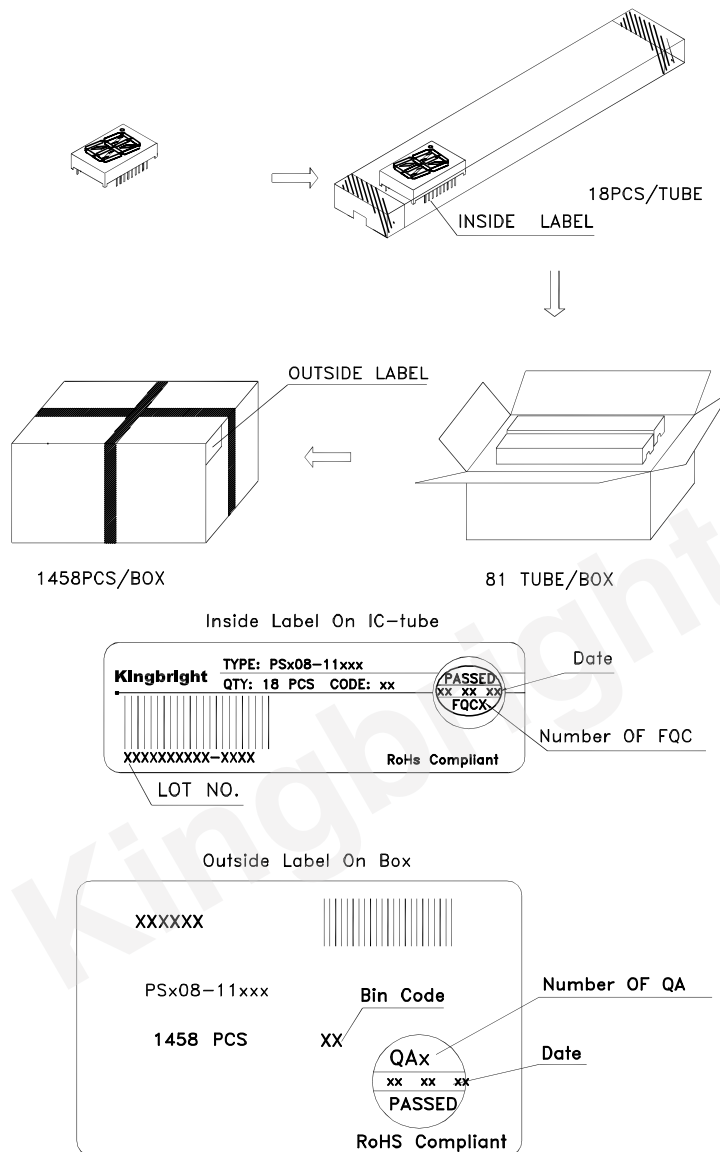 18PCS/TUBE
INSIDE LABEL
OUTSIDE LABEL
1458PCS/BOX
81 TUBE/BOX
Inside Label On IC-tube
Kingbright
TYPE: PSx08-11xxx
QTY: 18 PCS CODE: xx
PASSED
xx xx xx
FQCX
Date
Number OF FQC
XXXXXXXXXX-XXXX
RoHs Compliant
LOT NO.
Outside Label On Box
XXXXXX
PSx08-11xxx
Bin Code
Number OF QA
1458 PCS
XX
QAx
Date
xx xx xx
PASSED
RoHS Compliant
Kingbright